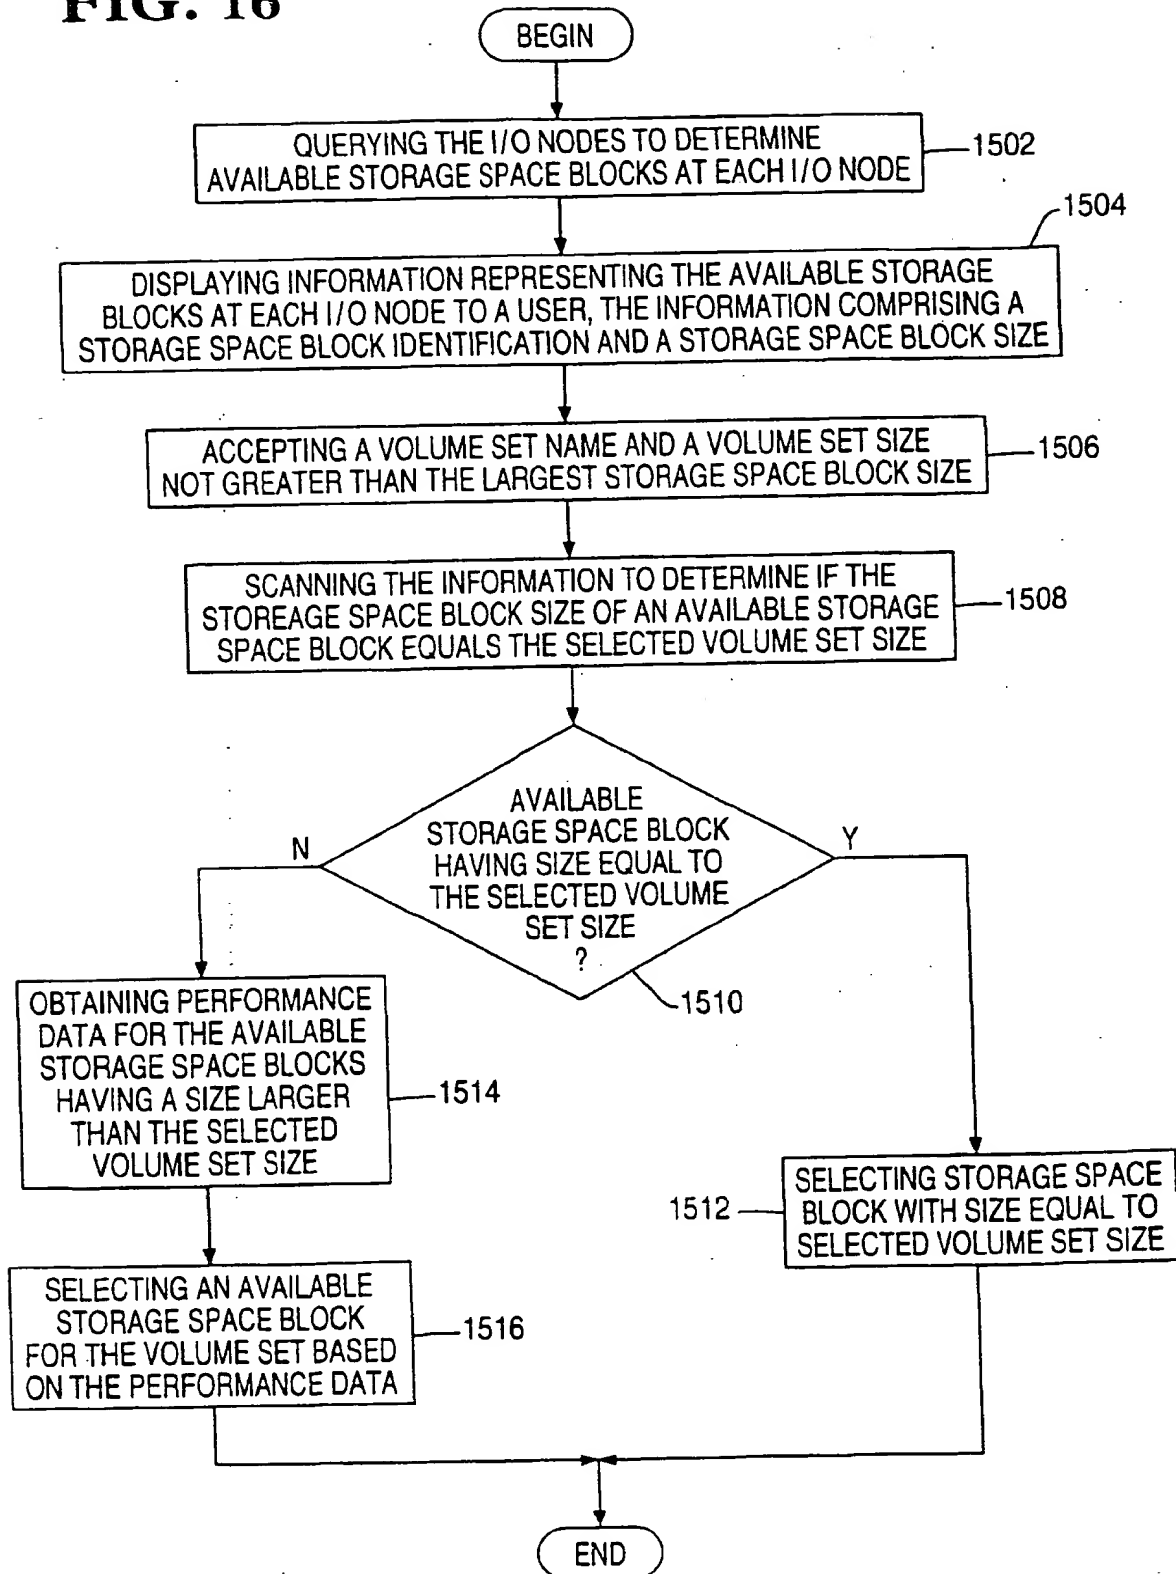 FIG. 16
BEGIN
QUERYING THE I/O NODES TO DETERMINE
AVAILABLE STORAGE SPACE BLOCKS AT EACH I/O NODE
1502
1504
DISPLAYING INFORMATION REPRESENTING THE AVAILABLE STORAGE
BLOCKS AT EACH I/O NODE TO A USER, THE INFORMATION COMPRISING A
STORAGE SPACE BLOCK IDENTIFICATION AND A STORAGE SPACE BLOCK SIZE
ACCEPTING A VOLUME SET NAME AND A VOLUME SET SIZE
NOT GREATER THAN THE LARGEST STORAGE SPACE BLOCK SIZE
1506
SCANNING THE INFORMATION TO DETERMINE IF THE
STOREAGE SPACE BLOCK SIZE OF AN AVAILABLE STORAGE
SPACE BLOCK EQUALS THE SELECTED VOLUME SET SIZE
1508
AVAILABLE
STORAGE SPACE BLOCK
HAVING SIZE EQUAL TO
THE SELECTED VOLUME
SET SIZE
?
N
Y
1510
OBTAINING PERFORMANCE
DATA FOR THE AVAILABLE
STORAGE SPACE BLOCKS
HAVING A SIZE LARGER
THAN THE SELECTED
VOLUME SET SIZE
1514
1512
SELECTING STORAGE SPACE
BLOCK WITH SIZE EQUAL TO
SELECTED VOLUME SET SIZE
SELECTING AN AVAILABLE
STORAGE SPACE BLOCK
FOR THE VOLUME SET BASED
ON THE PERFORMANCE DATA
1516
END